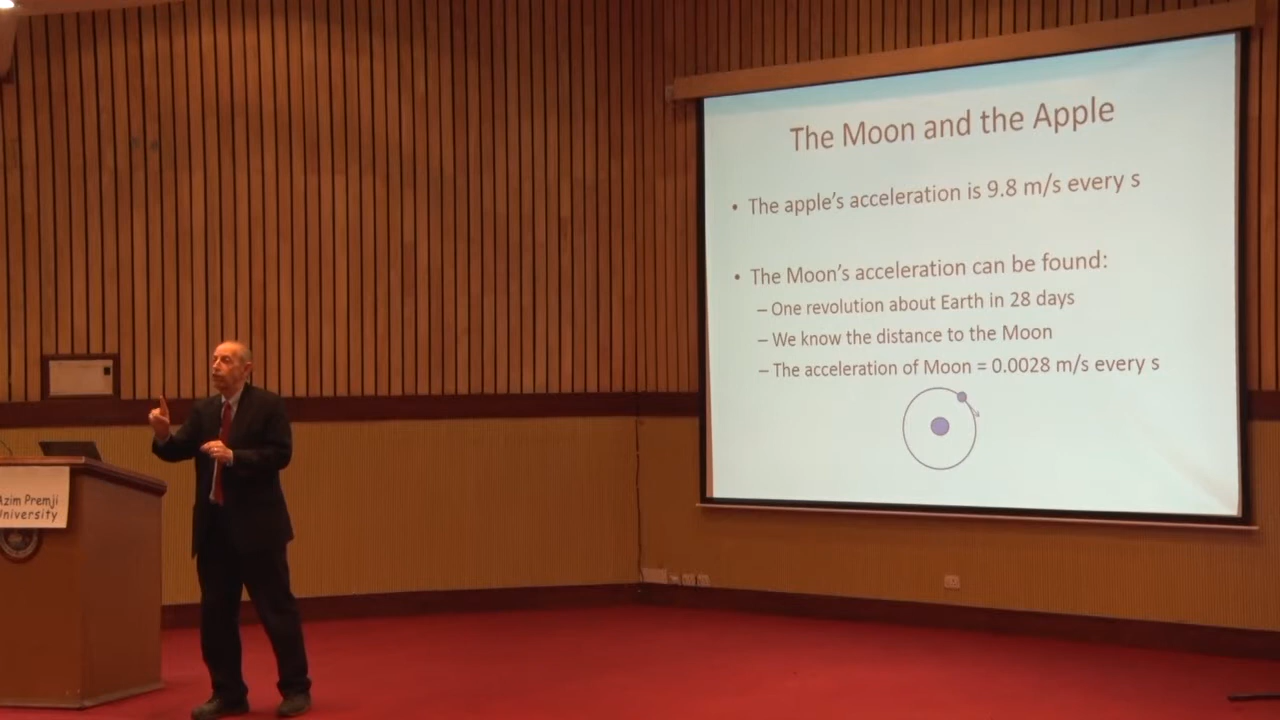 The Moon and the Apple
• The apple's acceleration is 9.8 m/s every s
• The Moon's acceleration can be found:
– One revolution about Earth in 28 days
– We know the distance to the Moon
– The acceleration of Moon = 0.0028 m/s every s
Azim Premji
University